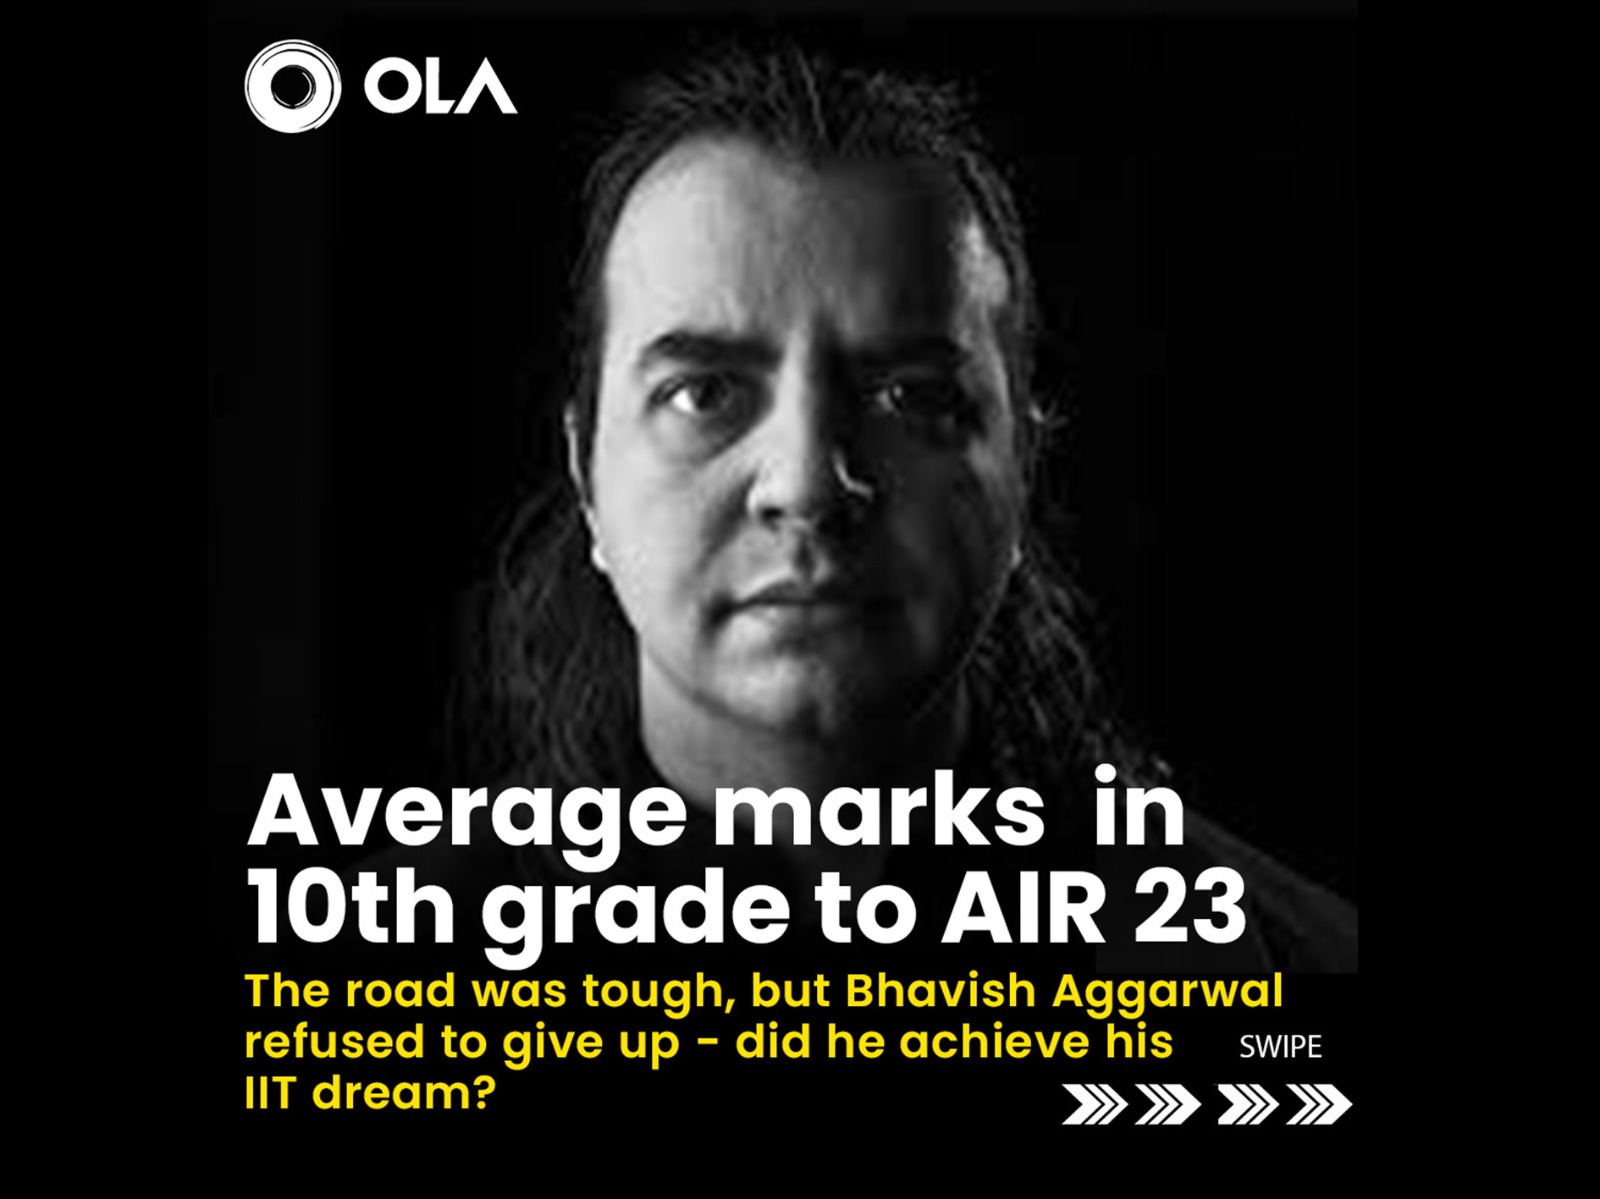 OLA
Average marks in
10th grade to AIR 23
The road was tough, but Bhavish Aggarwal
refused to give up - did he achieve his
IIT dream?
SWIPE